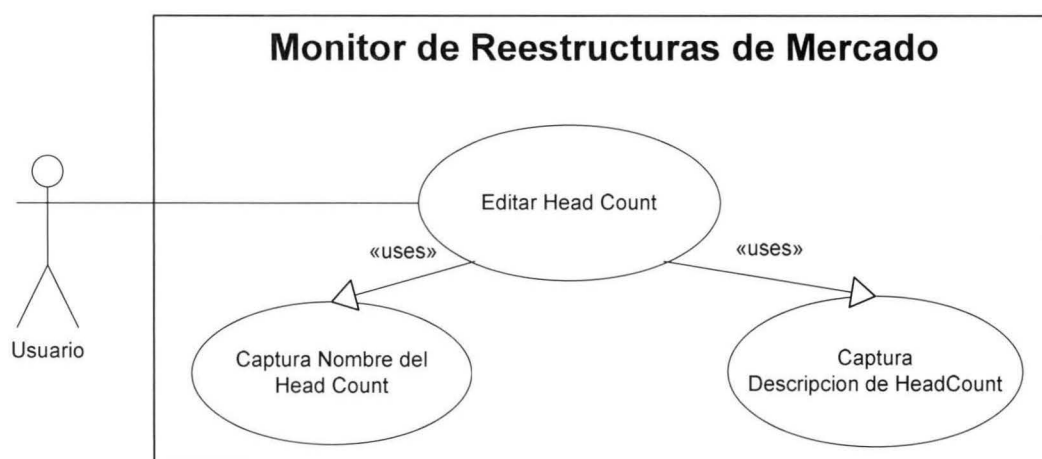 Monitor de Reestructuras de Mercado
Editar Head Count
«uses»
«uses»
Usuario
Captura Nombre del
Head Count
Captura
Descripcion de HeadCount